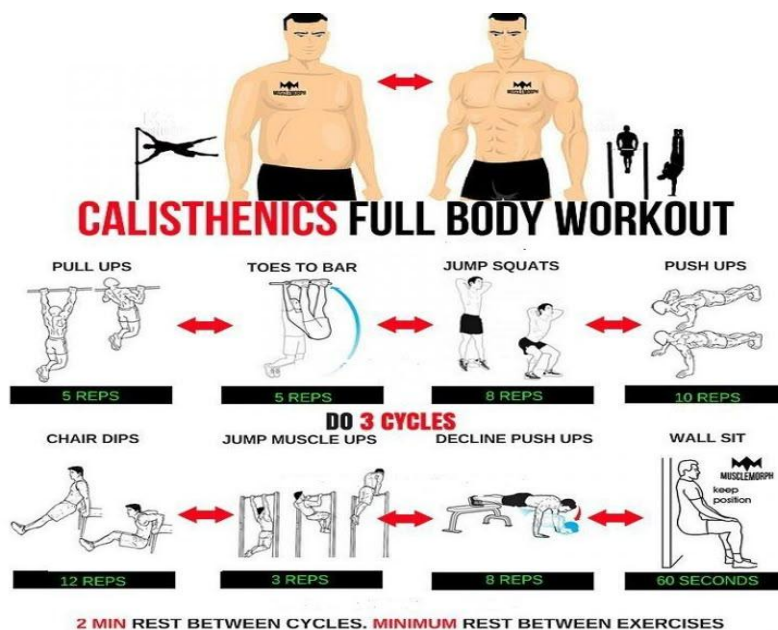 MUSCLEMORPH
MUSCLEMORPH
CALISTHENICS FULL BODY WORKOUT
PULL UPS
TOES TO BAR
JUMP SQUATS
PUSH UPS
5 REPS
5 REPS
8 REPS
10 REPS
DO 3 CYCLES
CHAIR DIPS
JUMP MUSCLE UPS
DECLINE PUSH UPS
WALL SIT
MUSCLEMORPH
keep
position
12 REPS
3 REPS
8 REPS
60 SECONDS
2 MIN REST BETWEEN CYCLES. MINIMUM REST BETWEEN EXERCISES